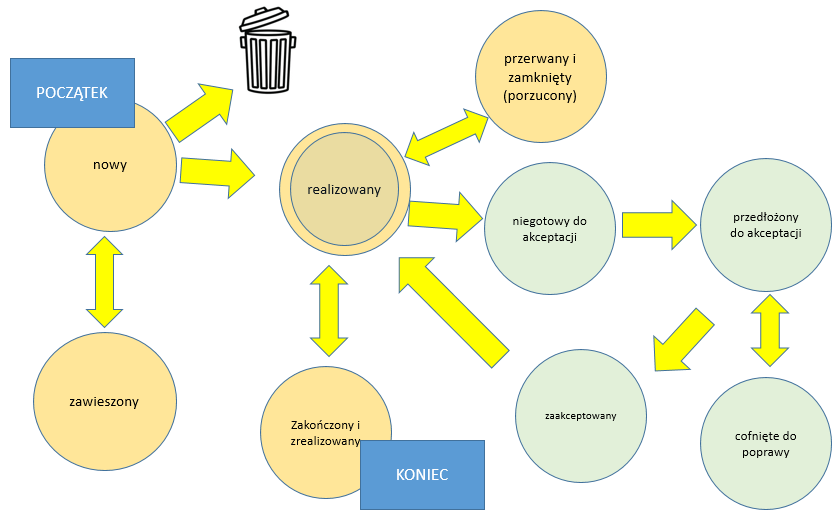 POCZĄTEK
nowy
przerwany i
zamknięty
(porzucony)
realizowany
niegotowy do
akceptacji
przedłożony
do akceptacji
zawieszony
Zakończony i
zrealizowany
KONIEC
zaakceptowany
cofnięte do
poprawy